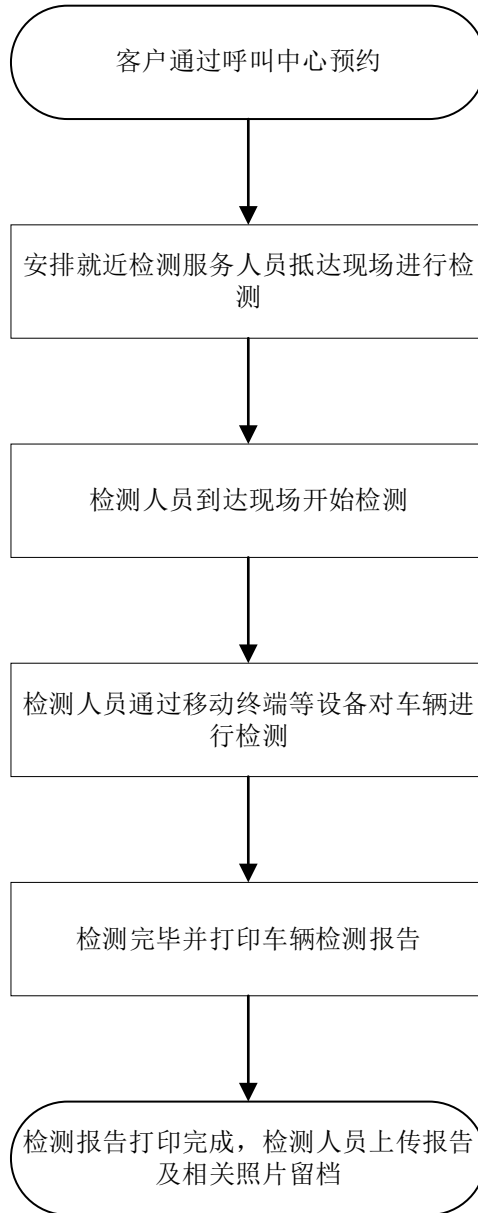 客户通过呼叫中心预约
安排就近检测服务人员抵达现场进行检
测
检测人员到达现场开始检测
检测人员通过移动终端等设备对车辆进
行检测
检测完毕并打印车辆检测报告
检测报告打印完成，检测人员上传报告
及相关照片留档